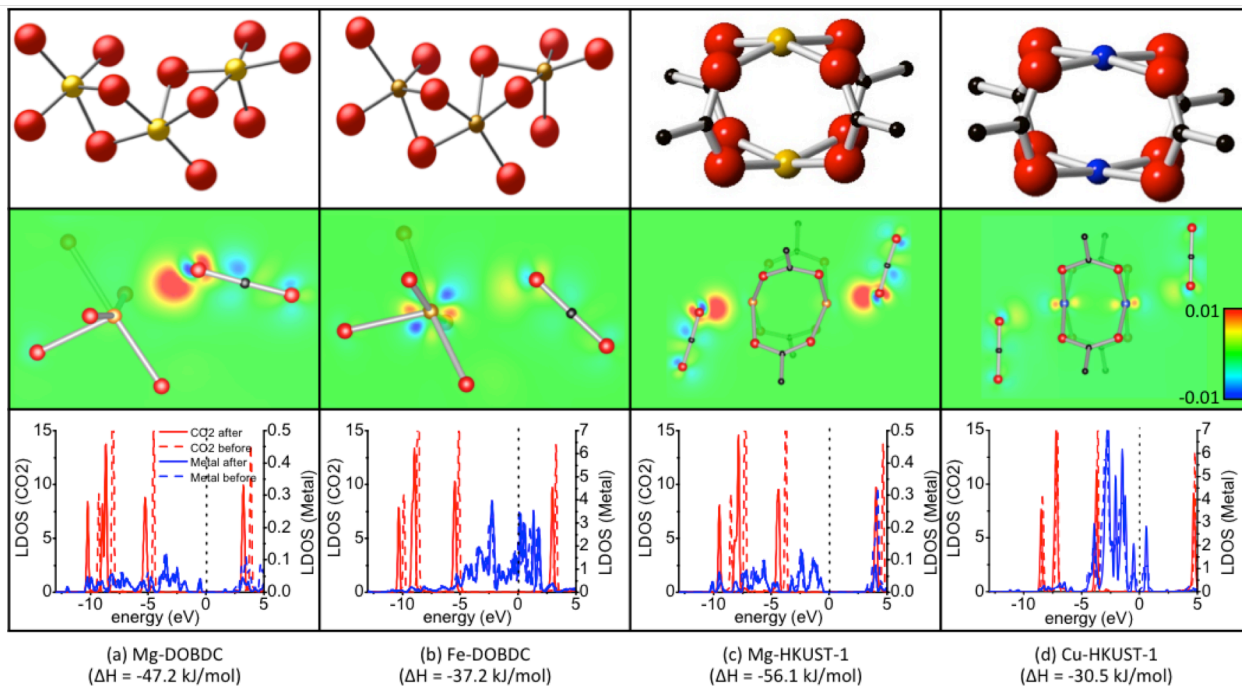 0.01
-0.01
15
10
5
0
LDOS (CO2)
CO2 after
CO2 before
Metal after
Metal before
0.5
0.4
0.3
0.2
0.1
0.0
LDOS (Metal)
-10 -5 0 5
energy (eV)
15
10
5
0
LDOS (CO2)
7
6
5
4
3
2
1
0
LDOS (Metal)
-10 -5 0 5
energy (eV)
15
10
5
0
LDOS (CO2)
0.5
0.4
0.3
0.2
0.1
0.0
LDOS (Metal)
-10 -5 0 5
energy (eV)
15
10
5
0
LDOS (CO2)
7
6
5
4
3
2
1
0
LDOS (Metal)
-10 -5 0 5
energy (eV)
(a) Mg-DOBDC
(ΔH = -47.2 kJ/mol)
(b) Fe-DOBDC
(ΔH = -37.2 kJ/mol)
(c) Mg-HKUST-1
(ΔH = -56.1 kJ/mol)
(d) Cu-HKUST-1
(ΔH = -30.5 kJ/mol)